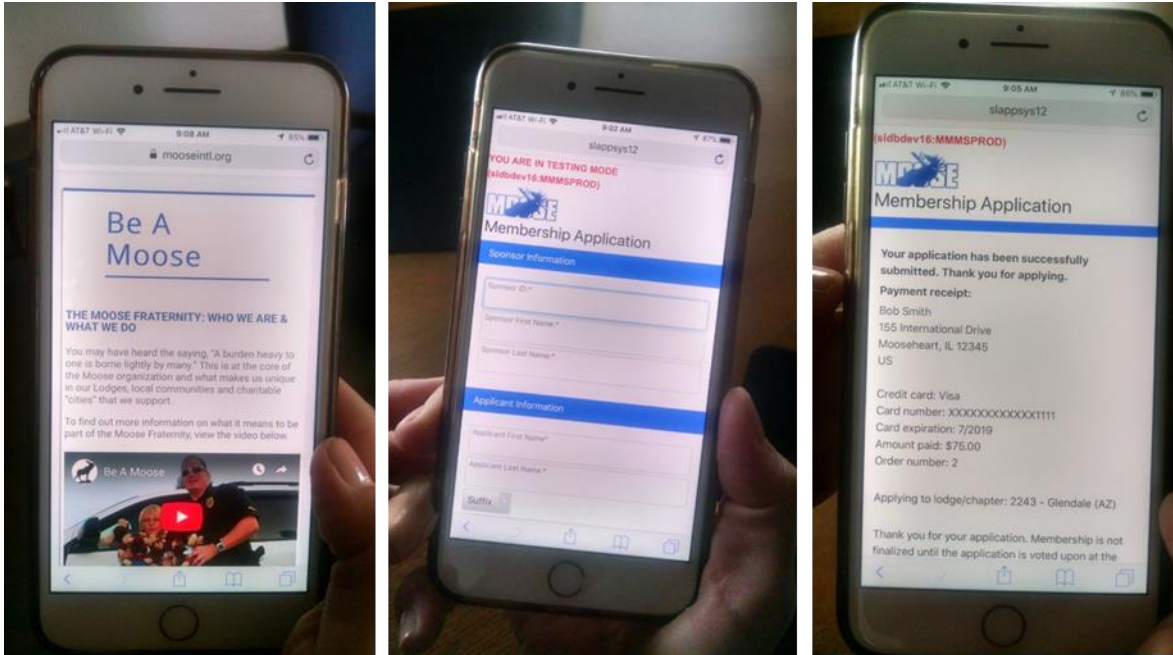 AT&T Wi-Fi 9:08 AM 85%
mooseintl.org
Be A
Moose
THE MOOSE FRATERNITY: WHO WE ARE &
WHAT WE DO
You may have heard the saying, "A burden heavy to
one is borne lightly by many." This is at the core of
the Moose organization and what makes us unique
in our Lodges, local communities and charitable
"cities" that we support.
To find out more information on what it means to be
part of the Moose Fraternity, view the video below.
Be A Moose
AT&T Wi-Fi 9:02 AM 87%
slappsys12
YOU ARE IN TESTING MODE
(sldbdev16:MMMSPROD)
MOOSE
Membership Application
Sponsor Information
Sponsor ID:*
Sponsor First Name:*
Sponsor Last Name:*
Applicant Information
Applicant First Name*
Applicant Last Name:*
Suffix
AT&T Wi-Fi 9:05 AM 86%
slappsys12
(sldbdev16:MMMSPROD)
MOOSE
Membership Application
Your application has been successfully
submitted. Thank you for applying.
Payment receipt:
Bob Smith
155 International Drive
Mooseheart, IL 12345
US
Credit card: Visa
Card number: XXXXXXXXXXXX1111
Card expiration: 7/2019
Amount paid: $75.00
Order number: 2
Applying to lodge/chapter: 2243 - Glendale (AZ)
Thank you for your application. Membership is not
finalized until the application is voted upon at the